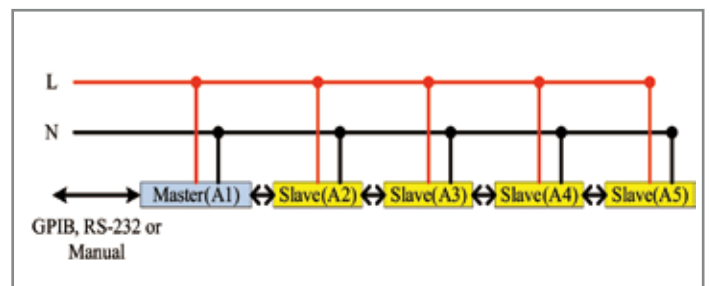 L
N
Master(A1) Slave(A2) Slave(A3) Slave(A4) Slave(A5)
GPIB, RS-232 or
Manual